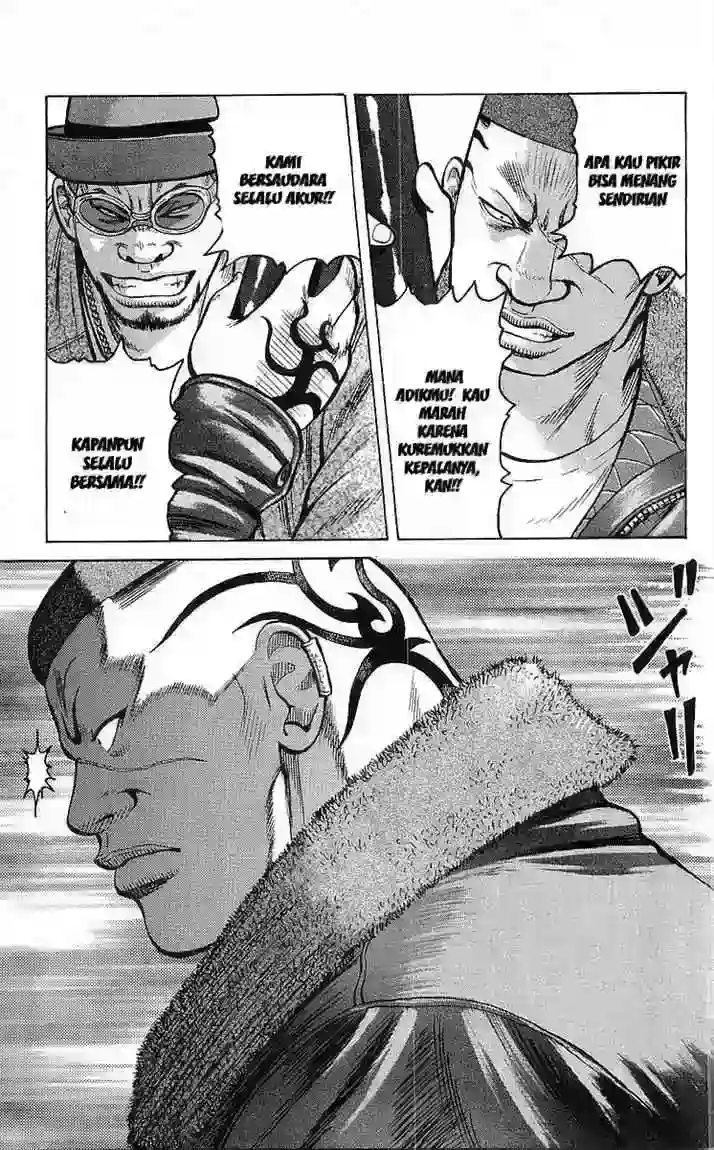 APA KAU PIKIR
BISA MENANG
SENDIRIAN
MANA
ADIKMU! KAU
MARAH
KARENA
KUREMUKKAN
KEPALANYA,
KAN!!
KAMI
BERSAUDARA
SELALU AKUR!!
KAPANPUN
SELALU
BERSAMA!!
ズジャ